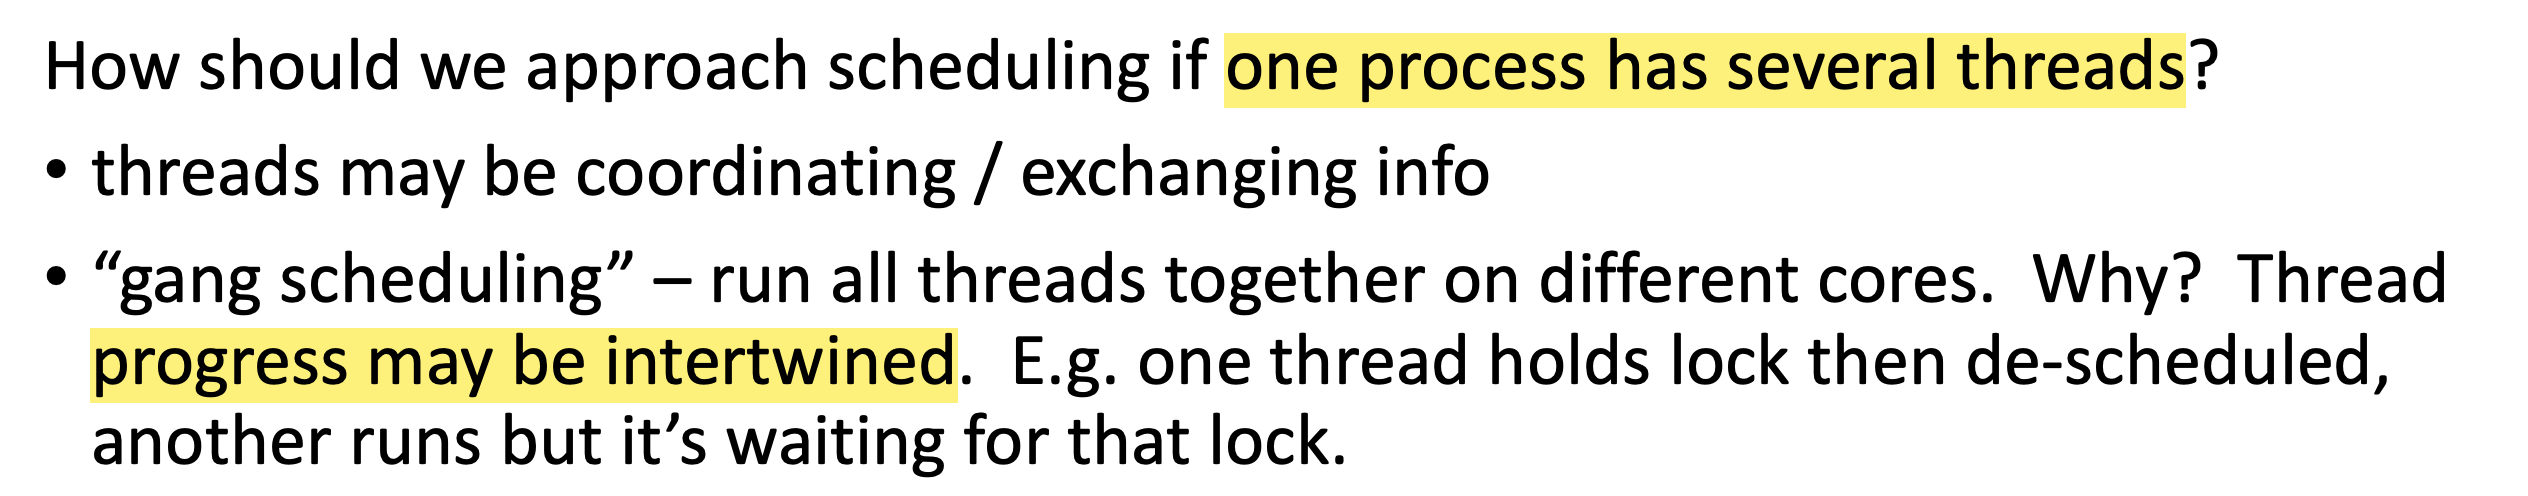 How should we approach scheduling if one process has several threads?
• threads may be coordinating / exchanging info
• “gang scheduling” – run all threads together on different cores.  Why?  Thread
progress may be intertwined.  E.g. one thread holds lock then de-scheduled,
another runs but it’s waiting for that lock.